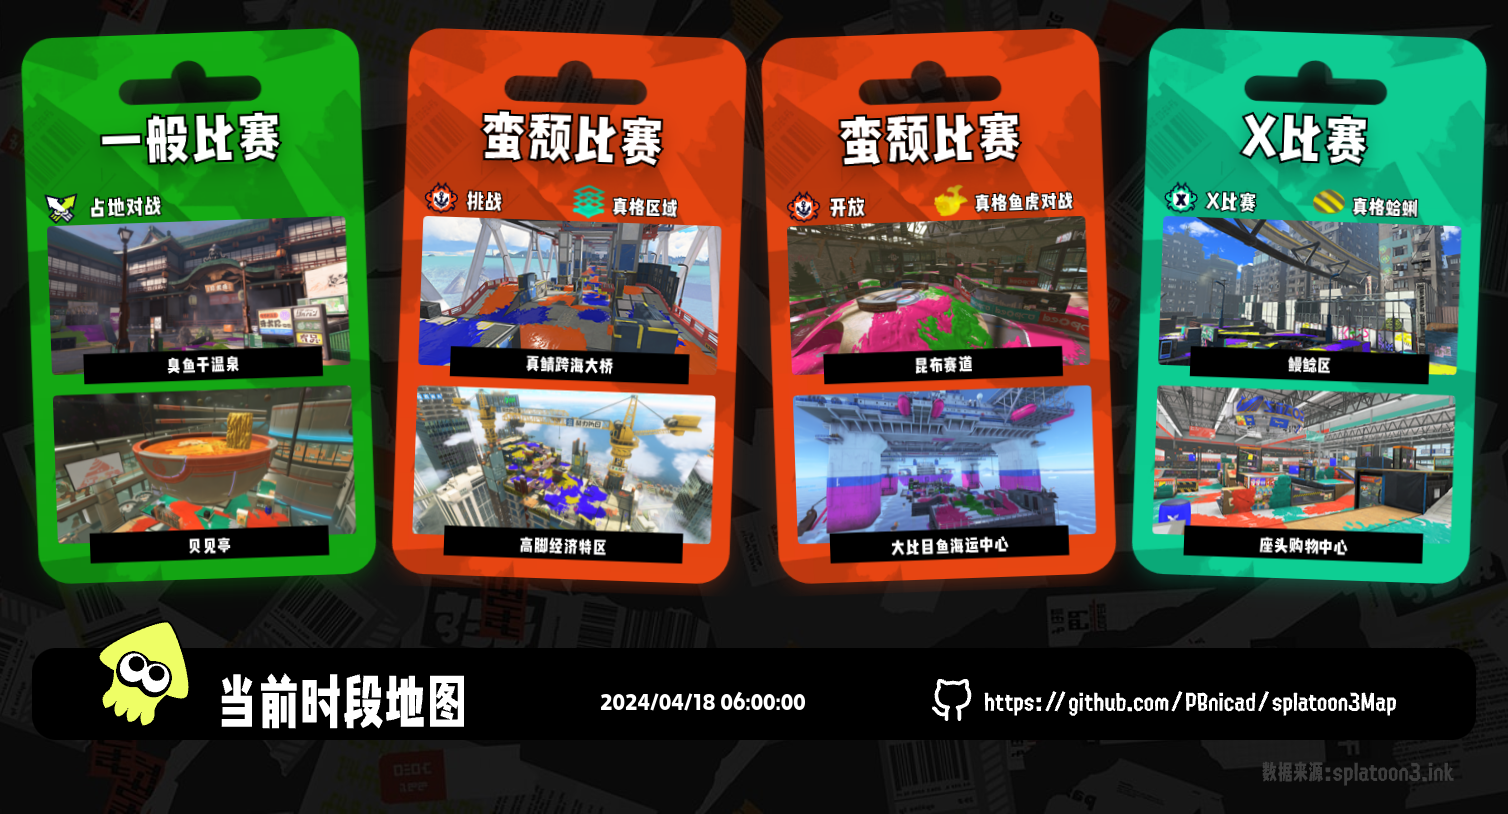 一般比赛
占地对战
臭鱼干温泉
贝见亭
蛮颓比赛
挑战
真格区域
真鲭跨海大桥
高脚经济特区
蛮颓比赛
开放
真格鱼虎对战
昆布赛道
大比目鱼海运中心
X比赛
X比赛
真格蛤蜊
鳗鲶区
座头购物中心
当前时段地图
2024/04/18 06:00:00
https://github.com/PBnicad/splatoon3Map
数据来源:splatoon3.ink